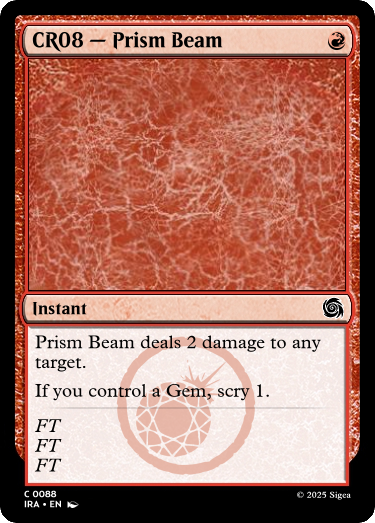 CR08 — Prism Beam
Instant
Prism Beam deals 2 damage to any
target.
If you control a Gem, scry 1.
FT
FT
FT
C 0088
IRA • EN
© 2025 Sigea